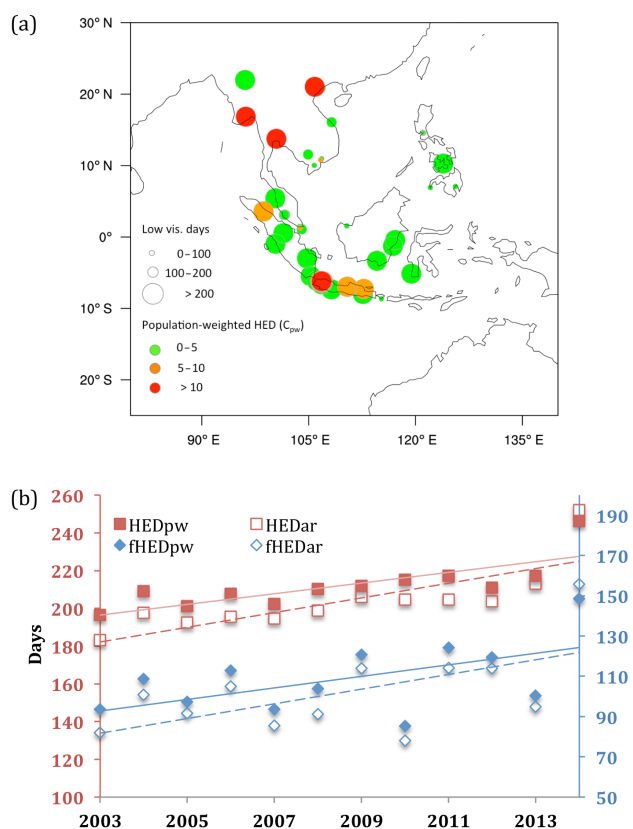 (a)
30° N
20° N
10° N
0°
10° S
20° S
Low vis. days
0–100
100–200
> 200
Population-weighted HED (Cpw)
0–5
5–10
> 10
90° E
105° E
120° E
135° E
(b)
260
240
220
200
180
160
140
120
100
Days
HEDpw
HEDar
fHEDpw
fHEDar
190
170
150
130
110
90
70
50
2003
2005
2007
2009
2011
2013